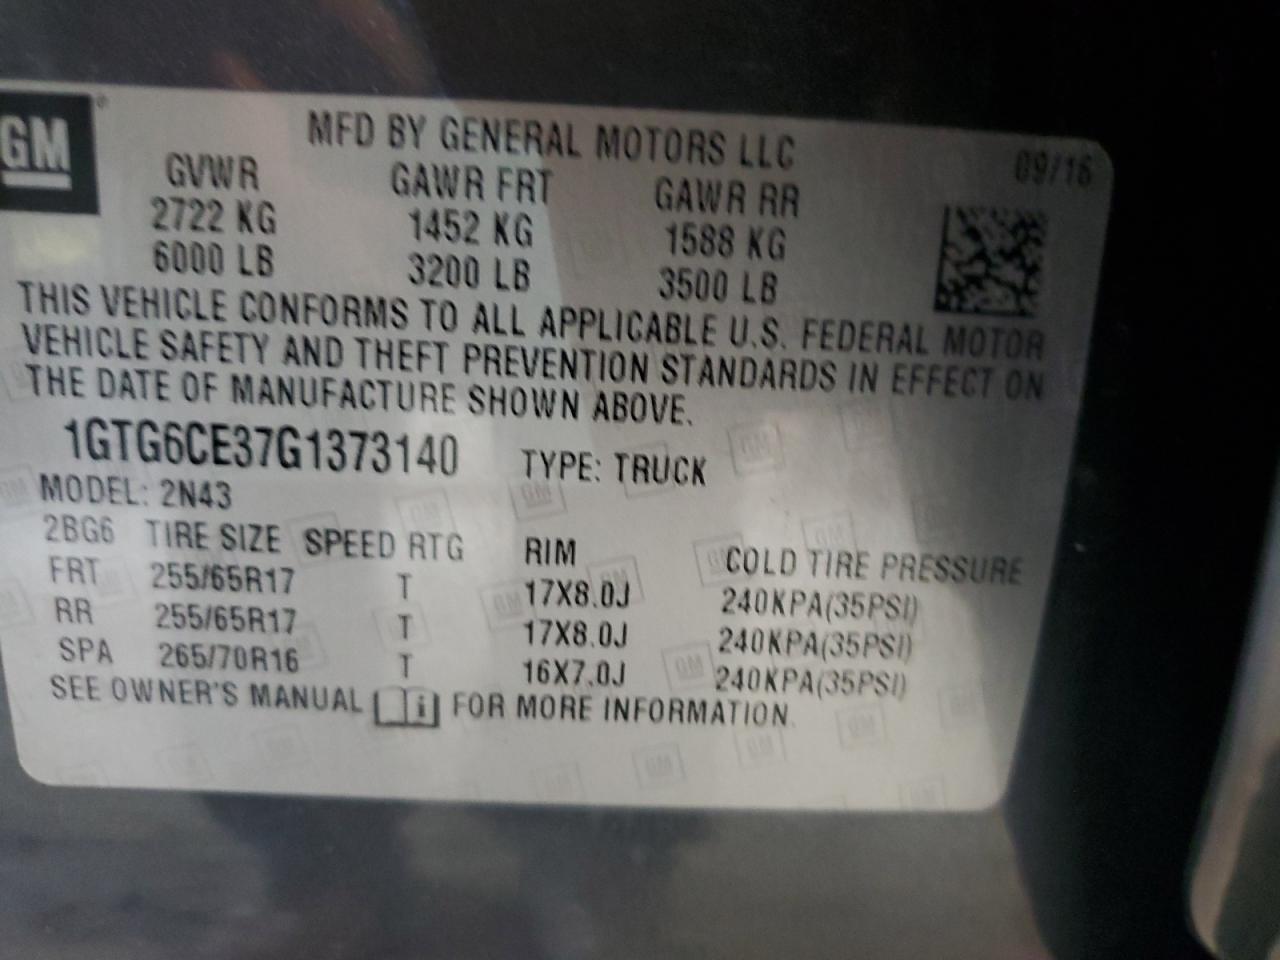 GM®
MFD BY GENERAL MOTORS LLC
09/16
GVWR GAWR FRT GAWR RR
2722 KG 1452 KG 1588 KG
6000 LB 3200 LB 3500 LB
THIS VEHICLE CONFORMS TO ALL APPLICABLE U.S. FEDERAL MOTOR
VEHICLE SAFETY AND THEFT PREVENTION STANDARDS IN EFFECT ON
THE DATE OF MANUFACTURE SHOWN ABOVE.
1GTG6CE37G1373140 TYPE: TRUCK
MODEL: 2N43
2BG6 TIRE SIZE SPEED RTG RIM COLD TIRE PRESSURE
FRT 255/65R17 T 17X8.0J 240KPA(35PSI)
RR 255/65R17 T 17X8.0J 240KPA(35PSI)
SPA 265/70R16 T 16X7.0J 240KPA(35PSI)
SEE OWNER'S MANUAL i FOR MORE INFORMATION.